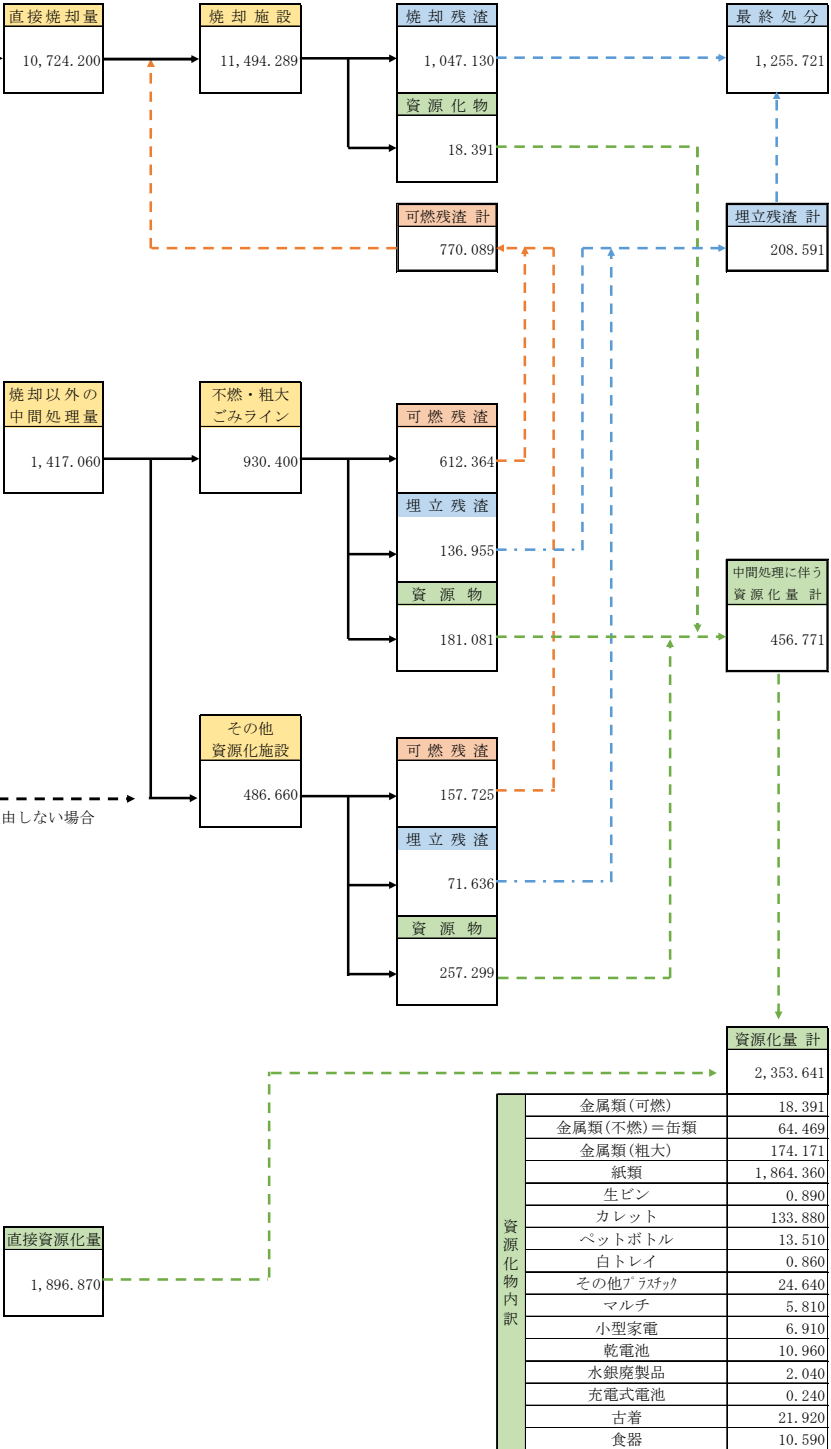 直接焼却量
10,724.200
焼却施設
11,494.289
焼却残渣
1,047.130
資源化物
18.391
最終処分
1,255.721
可燃残渣 計
770.089
埋立残渣 計
208.591
焼却以外の
中間処理量
1,417.060
不燃・粗大
ごみライン
930.400
可燃残渣
612.364
埋立残渣
136.955
資源物
181.081
中間処理に伴う
資源化量 計
456.771
その他
資源化施設
486.660
可燃残渣
157.725
埋立残渣
71.636
資源物
257.299
由しない場合
資源化量 計
2,353.641
直接資源化量
1,896.870
資源化物内訳
金属類(可燃) 18.391
金属類(不燃)＝缶類 64.469
金属類(粗大) 174.171
紙類 1,864.360
生ビン 0.890
カレット 133.880
ペットボトル 13.510
白トレイ 0.860
その他プラスチック 24.640
マルチ 5.810
小型家電 6.910
乾電池 10.960
水銀廃製品 2.040
充電式電池 0.240
古着 21.920
食器 10.590